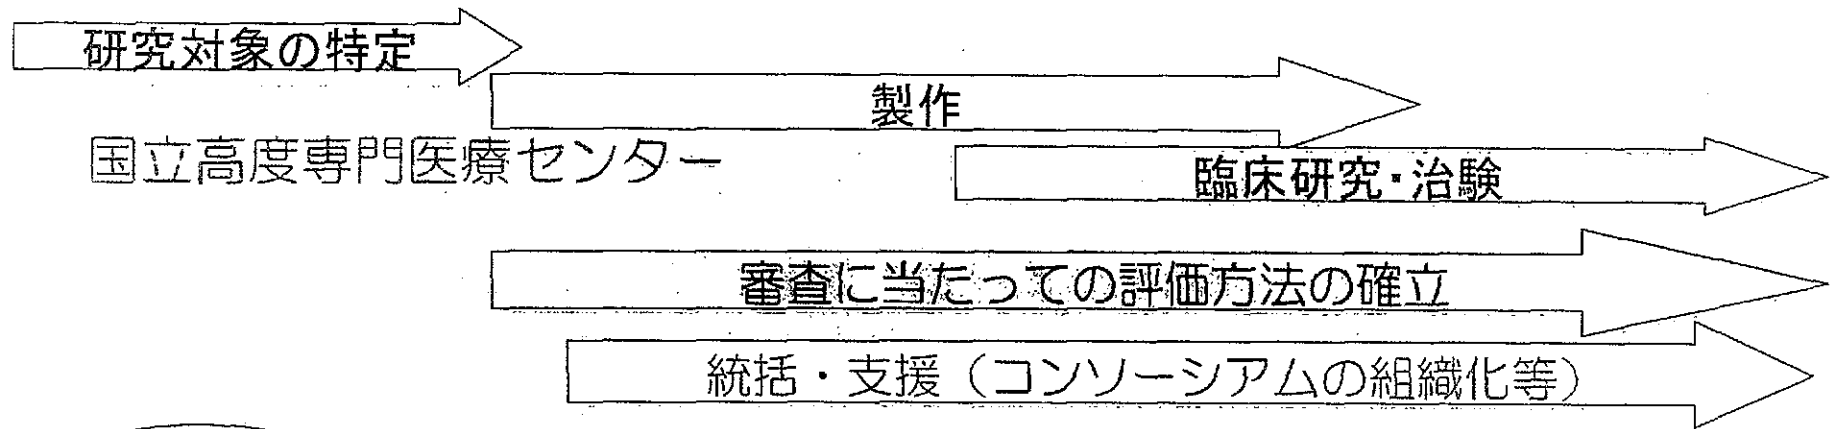 研究対象の特定
製作
国立高度専門医療センター
臨床研究・治験
審査に当たっての評価方法の確立
統括・支援（コンソーシアムの組織化等）